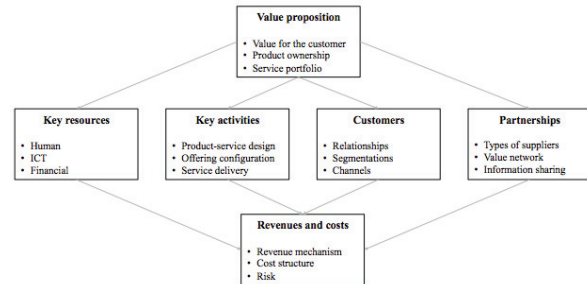 Value proposition
• Value for the customer
• Product ownership
• Service portfolio
Key resources
• Human
• ICT
• Financial
Key activities
• Product-service design
• Offering configuration
• Service delivery
Customers
• Relationships
• Segmentations
• Channels
Partnerships
• Types of suppliers
• Value network
• Information sharing
Revenues and costs
• Revenue mechanism
• Cost structure
• Risk